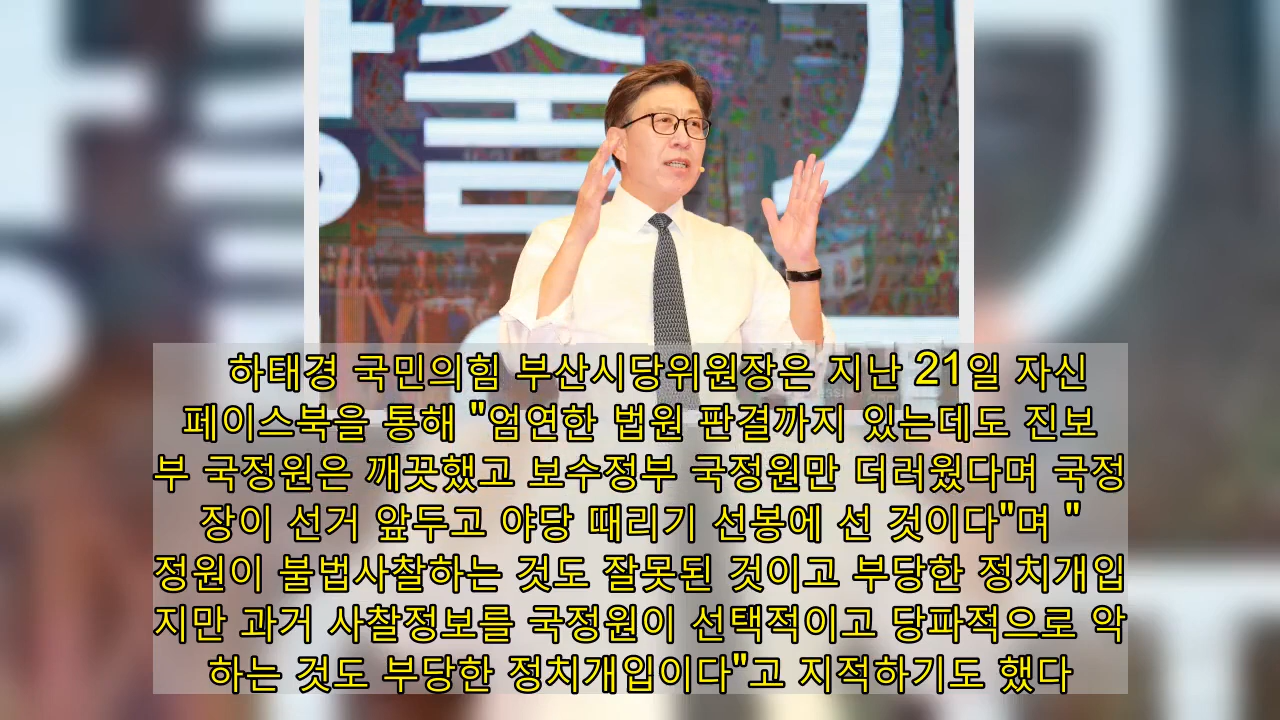 줄
하태경 국민의힘 부산시당위원장은 지난 21일 자신
페이스북을 통해 "엄연한 법원 판결까지 있는데도 진보
부 국정원은 깨끗했고 보수정부 국정원만 더러웠다며 국정
장이 선거 앞두고 야당 때리기 선봉에 선 것이다"며 "
정원이 불법사찰하는 것도 잘못된 것이고 부당한 정치개입
지만 과거 사찰정보를 국정원이 선택적이고 당파적으로 악
하는 것도 부당한 정치개입이다"고 지적하기도 했다